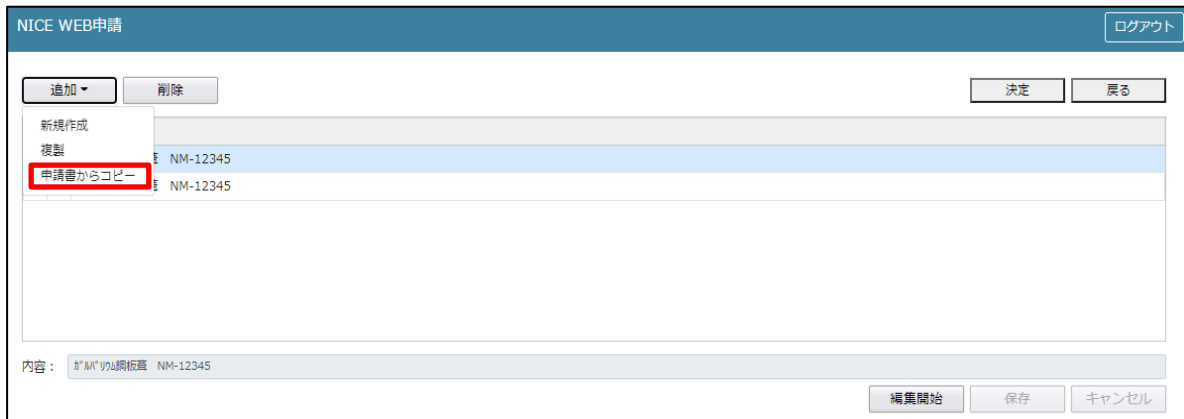 NICE WEB申請
ログアウト
追加 削除
決定 戻る
新規作成
複製
NM-12345
申請書からコピー
NM-12345
内容： ｶﾞﾙﾊﾞﾘｳﾑ鋼板葺 NM-12345
編集開始 保存 キャンセル